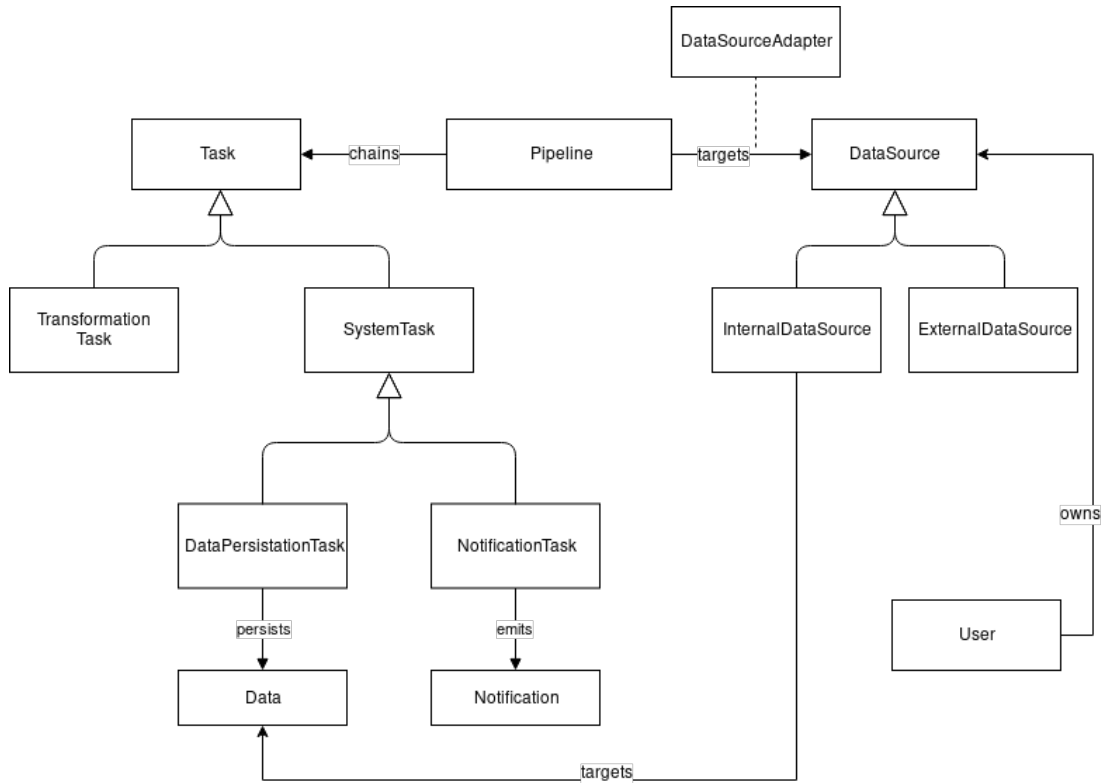 DataSourceAdapter
Task
chains
Pipeline
targets
DataSource
Transformation
Task
SystemTask
InternalDataSource
ExternalDataSource
owns
DataPersistationTask
NotificationTask
persists
emits
User
Data
Notification
targets